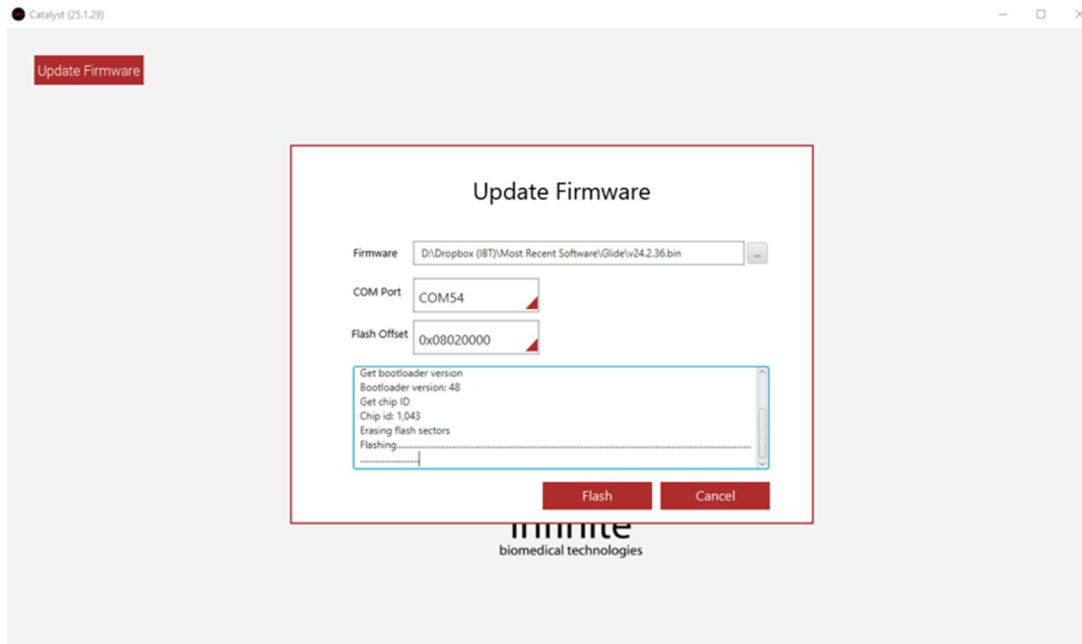 Catalyst (25.1.29)
Update Firmware
Update Firmware
Firmware D:\Dropbox (IBT)\Most Recent Software\Glide\v24.2.36.bin ...
COM Port COM54
Flash Offset 0x08020000
Get bootloader version
Bootloader version: 48
Get chip ID
Chip id: 1,043
Erasing flash sectors
Flashing................................................................................................................................
......................
Flash Cancel
infinite
biomedical technologies